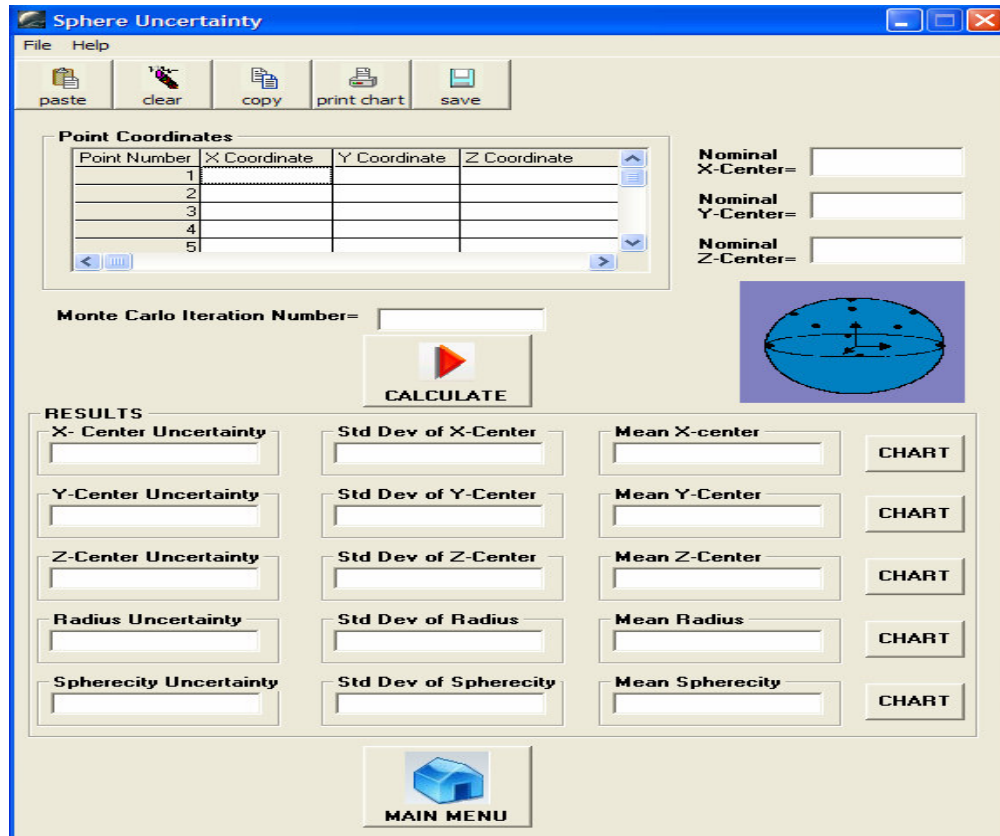 Sphere Uncertainty
File Help
paste clear copy print chart save
Point Coordinates
Point Number X Coordinate Y Coordinate Z Coordinate
1
2
3
4
5
Nominal
X-Center=
Nominal
Y-Center=
Nominal
Z-Center=
Monte Carlo Iteration Number=
CALCULATE
RESULTS
X- Center Uncertainty Std Dev of X-Center Mean X-center CHART
Y-Center Uncertainty Std Dev of Y-Center Mean Y-Center CHART
Z-Center Uncertainty Std Dev of Z-Center Mean Z-Center CHART
Radius Uncertainty Std Dev of Radius Mean Radius CHART
Spherecity Uncertainty Std Dev of Spherecity Mean Spherecity CHART
MAIN MENU